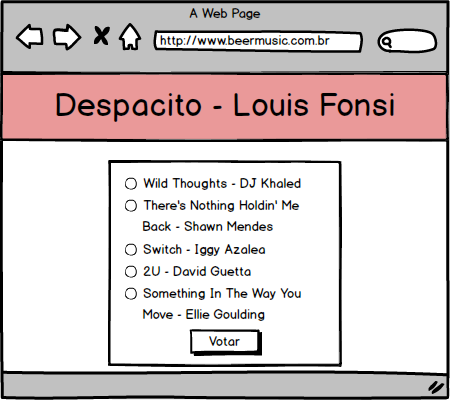 A Web Page
http://www.beermusic.com.br
Despacito - Louis Fonsi
Wild Thoughts - DJ Khaled
There's Nothing Holdin' Me
Back - Shawn Mendes
Switch - Iggy Azalea
2U - David Guetta
Something In The Way You
Move - Ellie Goulding
Votar